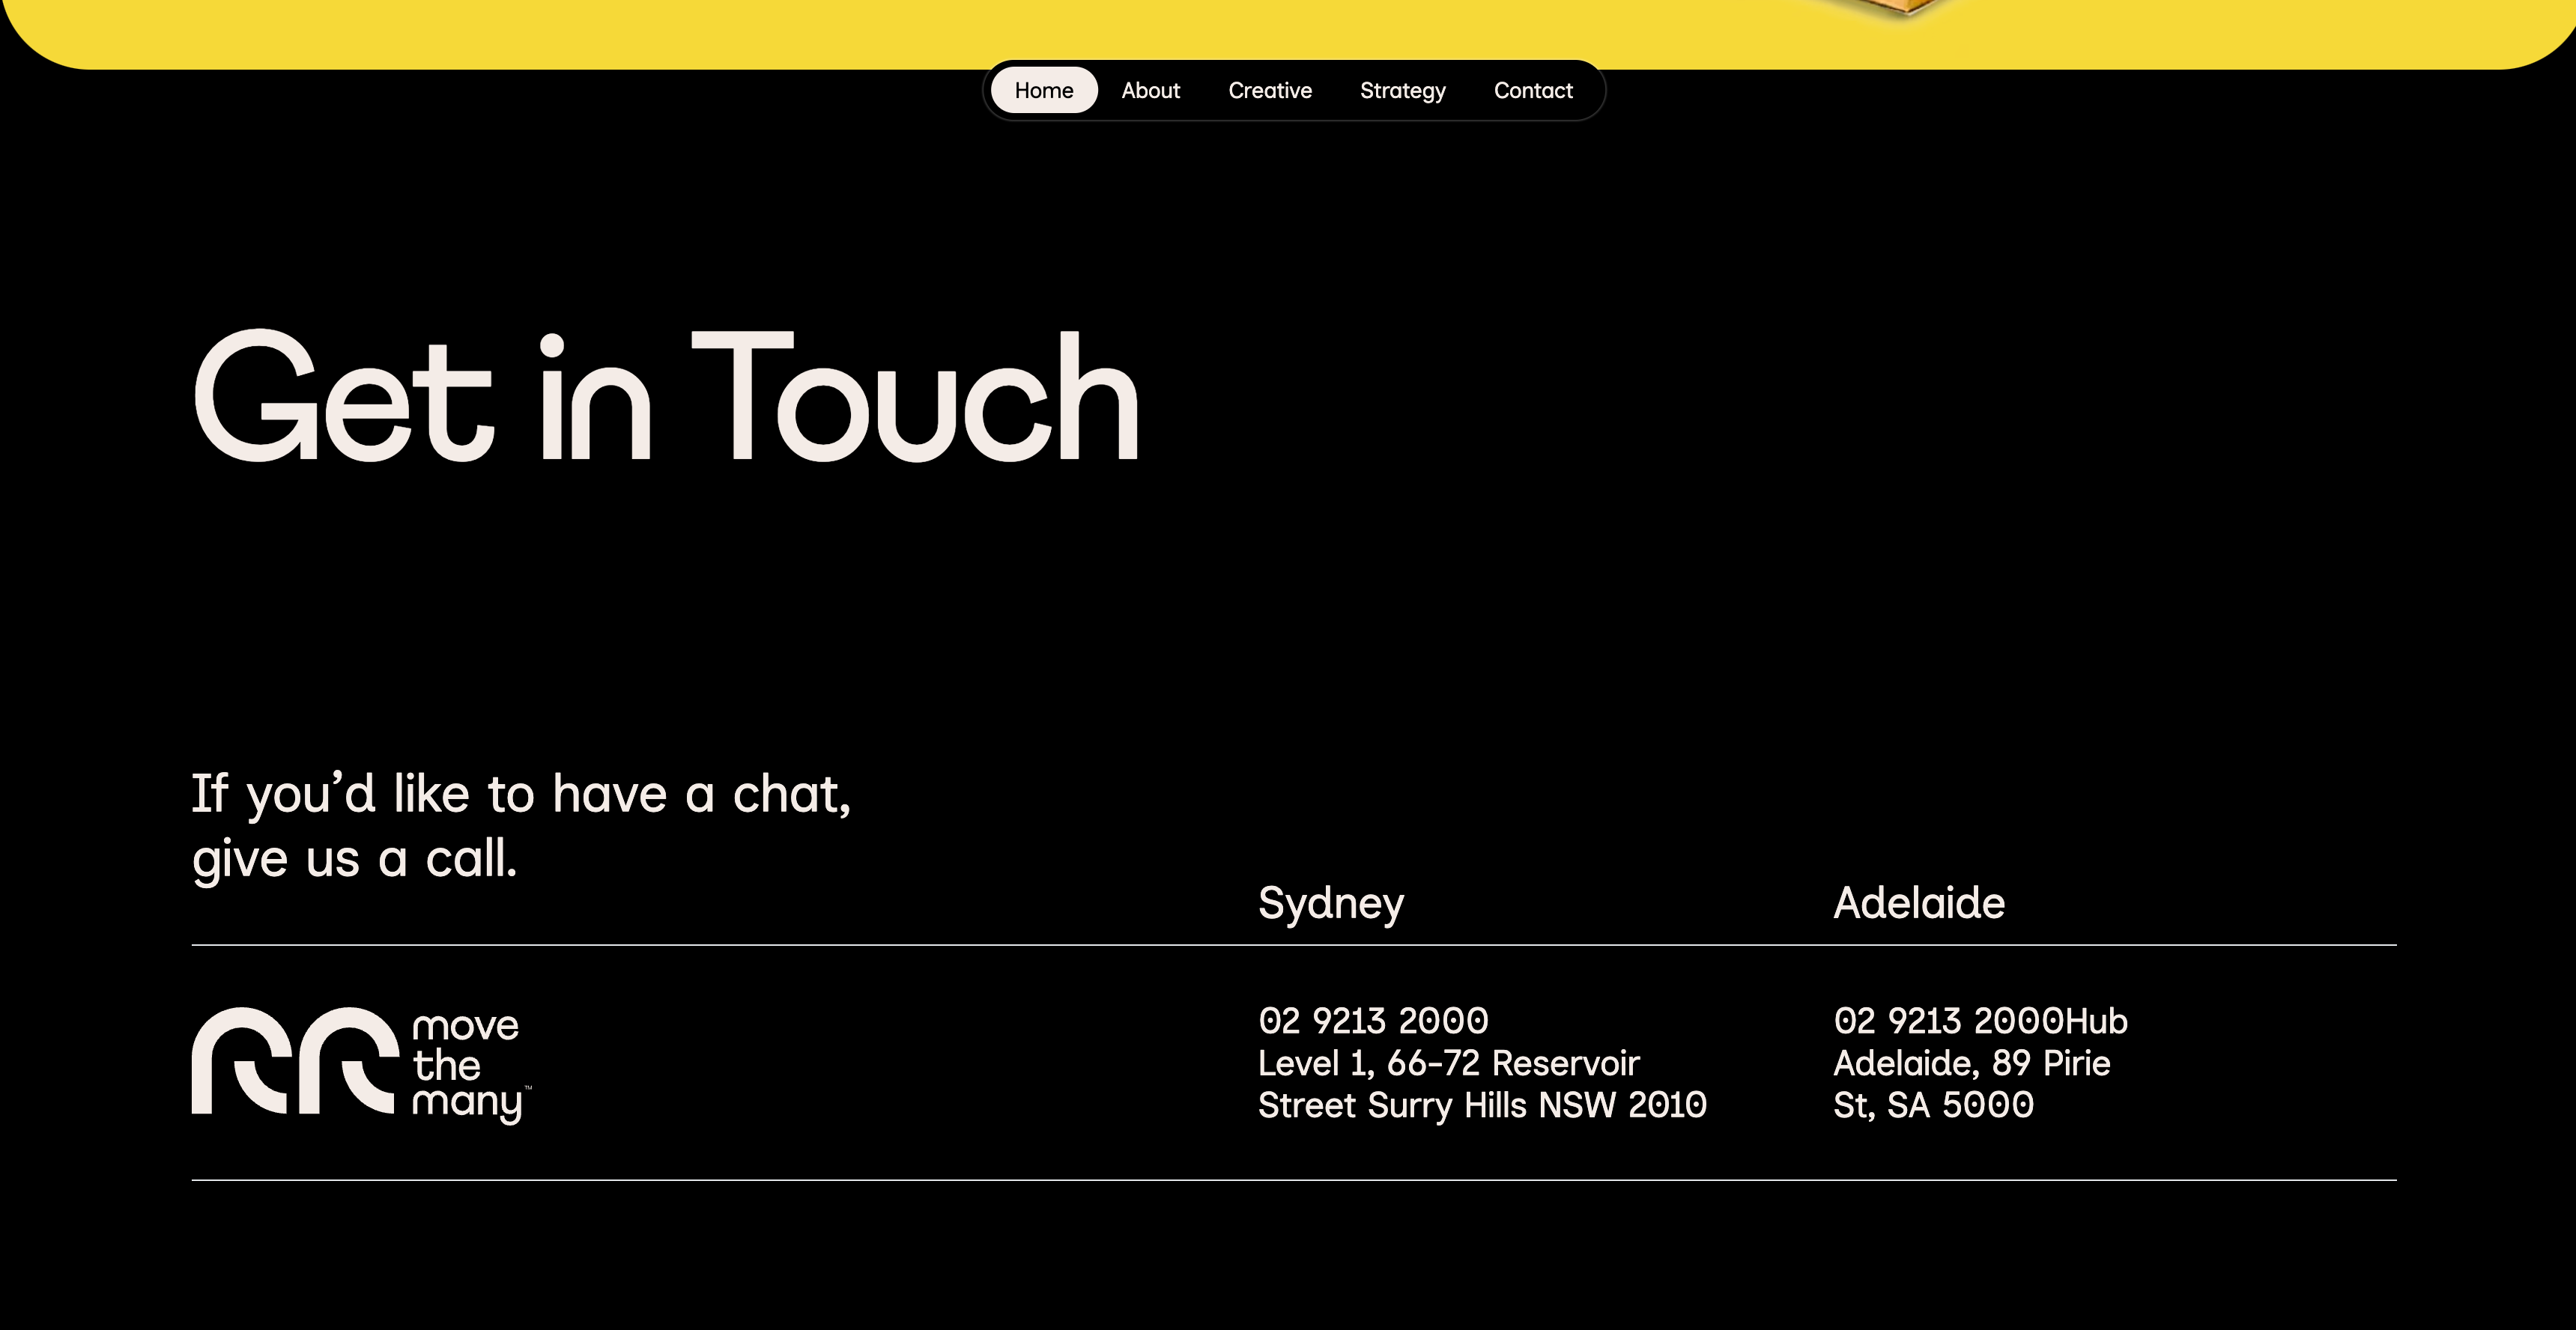 Home About Creative Strategy Contact
Get in Touch
If you’d like to have a chat,
give us a call.
Sydney
Adelaide
RR
move
the
many™
02 9213 2000
Level 1, 66-72 Reservoir
Street Surry Hills NSW 2010
02 9213 2000Hub
Adelaide, 89 Pirie
St, SA 5000